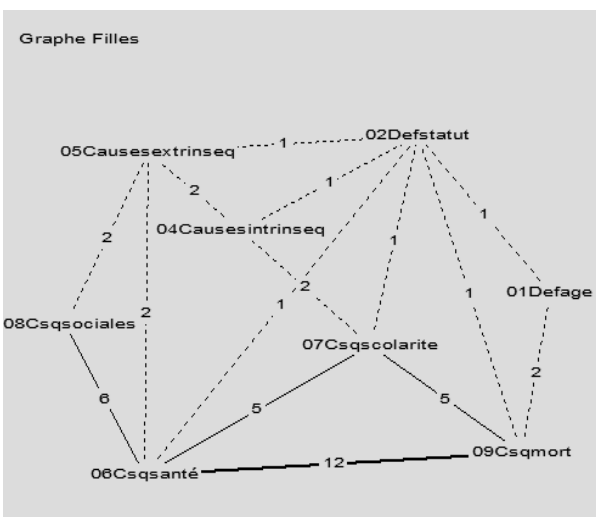 Graphe Filles
02Defstatut
1
05Causesextrinseq
2
1
1
04Causesintrinseq
2
1
2
1
2
1
01Defage
08Csqsociales
07Csqscolarite
2
6
5
5
09Csqmort
12
06Csqsanté